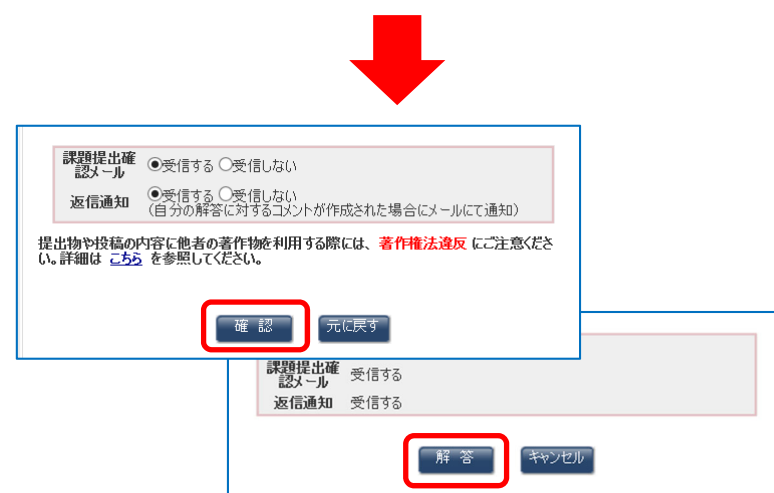 課題提出確
認メール
受信する 受信しない
返信通知
受信する 受信しない
(自分の解答に対するコメントが作成された場合にメールにて通知)
提出物や投稿の内容に他者の著作物を利用する際には、著作権法違反 にご注意くださ
い。詳細は こちら を参照してください。
確 認 元に戻す
課題提出確
認メール
受信する
返信通知 受信する
解 答 キャンセル